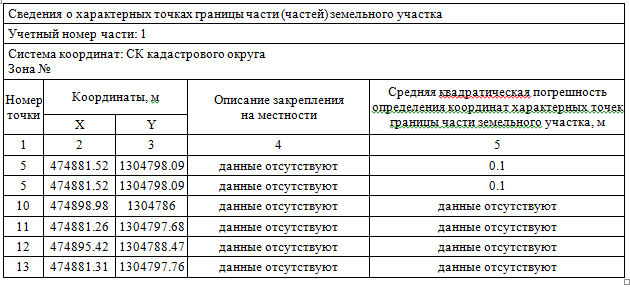 Сведения о характерных точках границы части (частей) земельного участка
Учетный номер части: 1
Система координат: СК кадастрового округа
Зона №
Номер точки Координаты, м Описание закрепления на местности Средняя квадратическая погрешность определения координат характерных точек границы части земельного участка, м
X Y
1 2 3 4 5
5 474881.52 1304798.09 данные отсутствуют 0.1
5 474881.52 1304798.09 данные отсутствуют 0.1
10 474898.98 1304786 данные отсутствуют данные отсутствуют
11 474881.26 1304797.68 данные отсутствуют данные отсутствуют
12 474895.42 1304788.47 данные отсутствуют данные отсутствуют
13 474881.31 1304797.76 данные отсутствуют данные отсутствуют